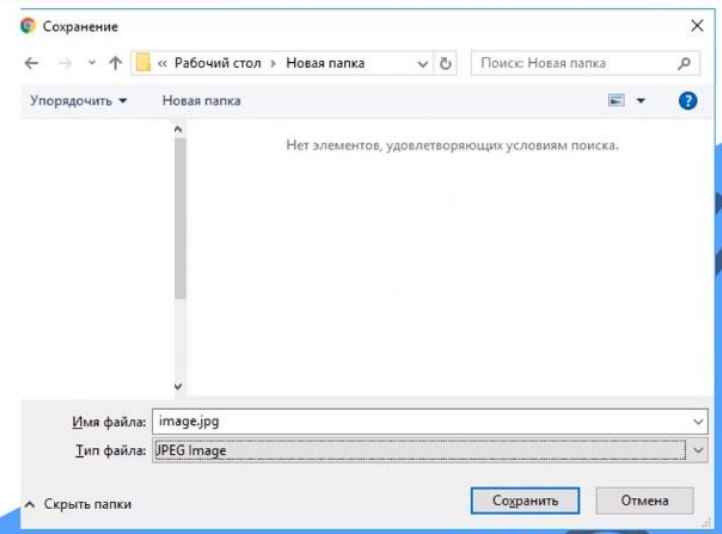 Сохранение
« Рабочий стол › Новая папка
Поиск: Новая папка
Упорядочить
Новая папка
Нет элементов, удовлетворяющих условиям поиска.
Имя файла: image.jpg
Тип файла: JPEG Image
Скрыть папки
Сохранить
Отмена